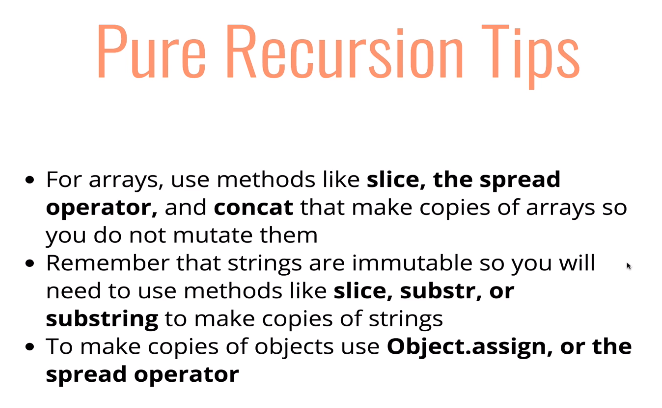 Pure Recursion Tips
• For arrays, use methods like slice, the spread
operator, and concat that make copies of arrays so
you do not mutate them
• Remember that strings are immutable so you will
need to use methods like slice, substr, or
substring to make copies of strings
• To make copies of objects use Object.assign, or the
spread operator